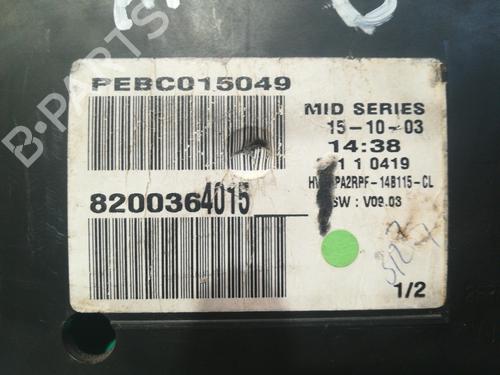 B-PARTS
PEBC015049
MID SERIES
15-10-03
14:38
1 1 0419
PA2RPF-14B115-CL
8200364015
SW : V09.03
1/2